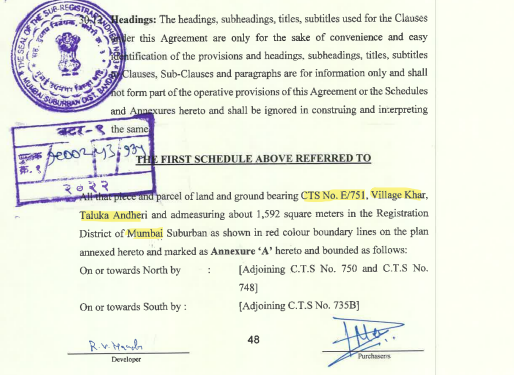 Headings: The headings, subheadings, titles, subtitles used for the Clauses
under this Agreement are only for the sake of convenience and easy
identification of the provisions and headings, subheadings, titles, subtitles
Clauses, Sub-Clauses and paragraphs are for information only and shall
not form part of the operative provisions of this Agreement or the Schedules
and Annexures hereto and shall be ignored in construing and interpreting
the same.
२०२२
THE FIRST SCHEDULE ABOVE REFERRED TO
All that piece and parcel of land and ground bearing CTS No. E/751, Village Khar,
Taluka Andheri and admeasuring about 1,592 square meters in the Registration
District of Mumbai Suburban as shown in red colour boundary lines on the plan
annexed hereto and marked as Annexure ‘A’ hereto and bounded as follows:
On or towards North by : [Adjoining C.T.S No. 750 and C.T.S No.
748]
On or towards South by : [Adjoining C.T.S No. 735B]
48
Developer
Purchasers